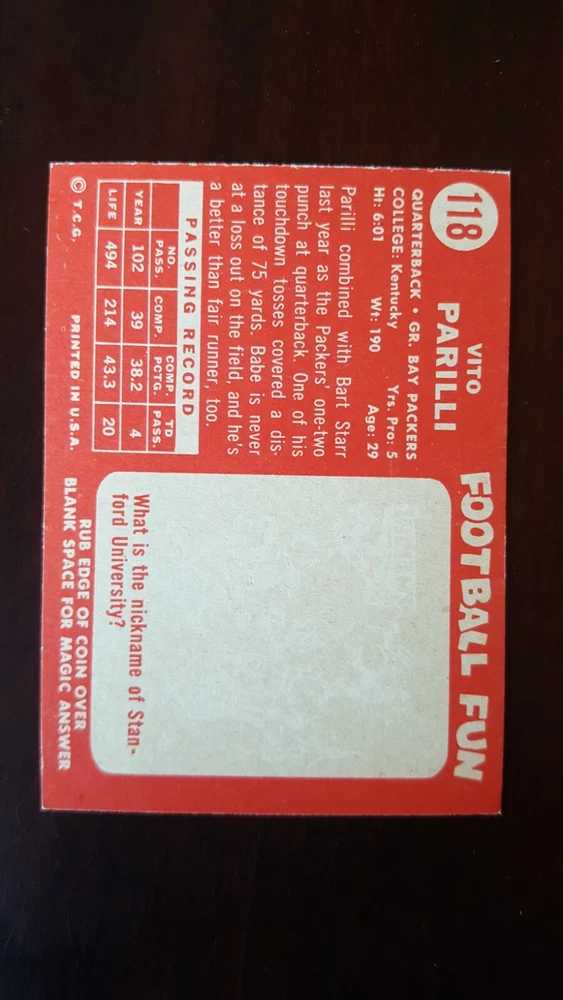 118
VITO
PARILLI
QUARTERBACK • GR. BAY PACKERS
COLLEGE: Kentucky Yrs. Pro: 5
Ht: 6:01 Wt: 190 Age: 29
Parilli combined with Bart Starr
last year as the Packers' one-two
punch at quarterback. One of his
touchdown tosses covered a dis-
tance of 75 yards. Babe is never
at a loss out on the field, and he's
a better than fair runner, too.
PASSING RECORD
NO. PASS. COMP. COMP. PCTG. TD PASS.
YEAR 102 39 38.2 4
LIFE 494 214 43.3 20
© T.C.G. PRINTED IN U.S.A.
FOOTBALL FUN
What is the nickname of Stan-
ford University?
RUB EDGE OF COIN OVER
BLANK SPACE FOR MAGIC ANSWER